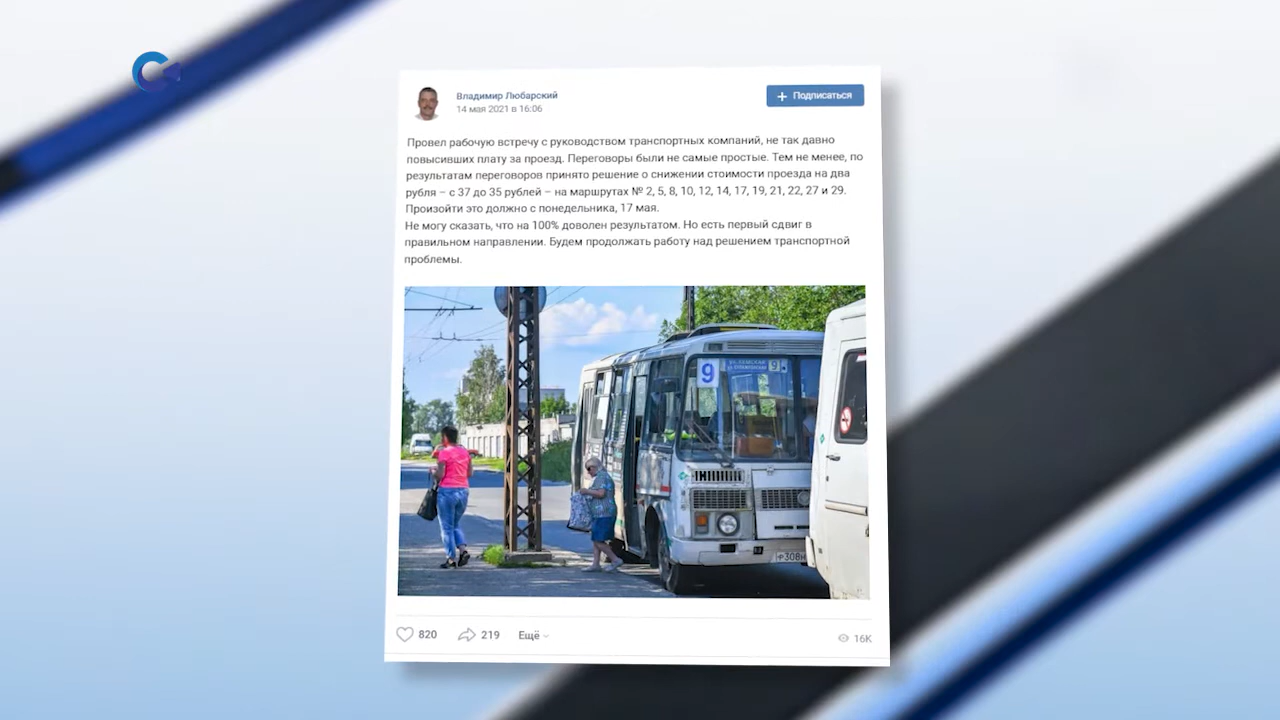 Владимир Любарский
14 мая 2021 в 16:06
Подписаться
Провел рабочую встречу с руководством транспортных компаний, не так давно
повысивших плату за проезд. Переговоры были не самые простые. Тем не менее, по
результатам переговоров принято решение о снижении стоимости проезда на два
рубля – с 37 до 35 рублей – на маршрутах № 2, 5, 8, 10, 12, 14, 17, 19, 21, 22, 27 и 29.
Произойти это должно с понедельника, 17 мая.
Не могу сказать, что на 100% доволен результатом. Но есть первый сдвиг в
правильном направлении. Будем продолжать работу над решением транспортной
проблемы.
9
9
820
219
Ещё
16K